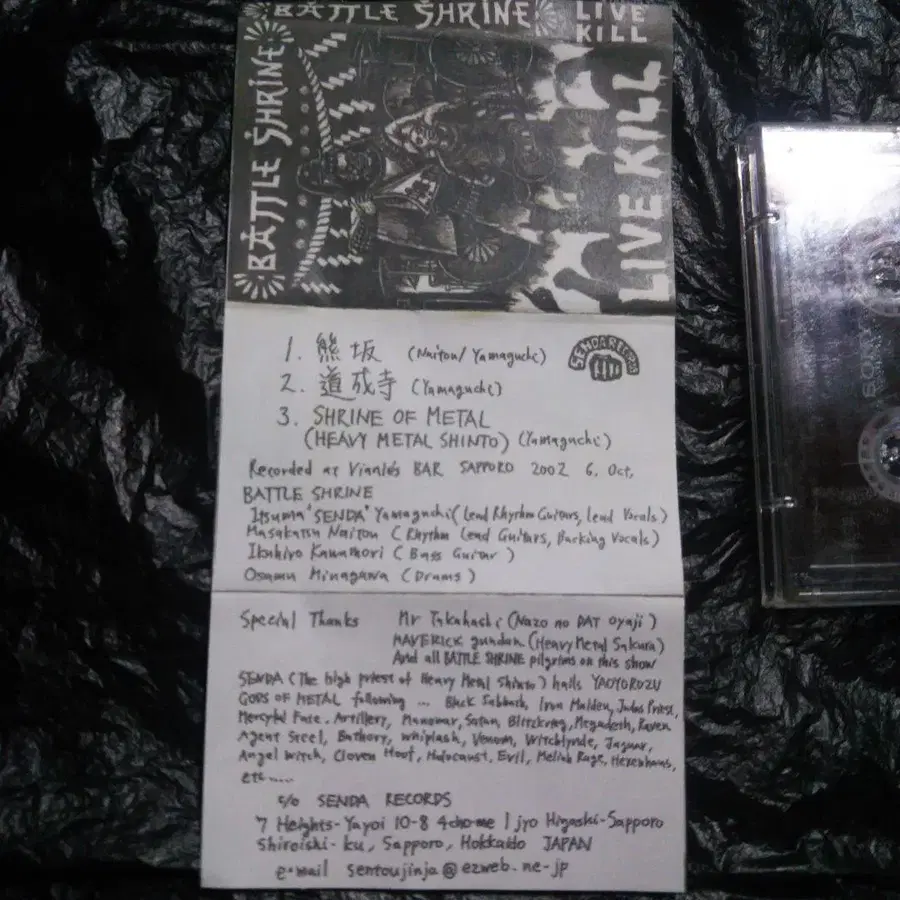 BATTLE SHRINE
LIVE
KILL
BATTLE SHRINE
LIVE KILL
1. 熊坂 (Naitou/Yamaguchi)
SENDA RECORDS
2. 道成寺 (Yamaguchi)
3. SHRINE OF METAL
(HEAVY METAL SHINTO) (Yamaguchi)
Recorded at Vianle's BAR SAPPORO 2002 6. Oct.
BATTLE SHRINE
Itsuma "SENDA" Yamaguchi (Lead Rhythm Guitars, Lead Vocals)
Masakatsu Naitou (Rhythm Lead Guitars, Backing Vocals)
Ikuhiro Kawamori (Bass Guitar)
Osamu Minagawa (Drums)
Special Thanks Mr Takahashi (Nazo no DAT Oyaji)
MAVERICK gundan (Heavy Metal Sakura)
And all BATTLE SHRINE pilgrims on this show
SENDA (The high priest of Heavy Metal Shinto) hails YAOYOROZU
GODS OF METAL following ... Black Sabbath, Iron Maiden, Judas Priest,
Mercyful Fate, Artillery, Manowar, Satan, Blitzkrieg, Megadeth, Raven
Agent Steel, Bathory, Whiplash, Venom, Witchfynde, Jaguar,
Angel Witch, Cloven Hoof, Holocaust, Evil, Meliah Rage, Hexenhaus,
etc.....
c/o SENDA RECORDS
7 Heights-Yayoi 10-8 4cho-me 1 jyo Higashi-Sapporo
Shiroishi-ku, Sapporo, Hokkaido JAPAN
e-mail sentoujinja@ezweb.ne-jp
SONY